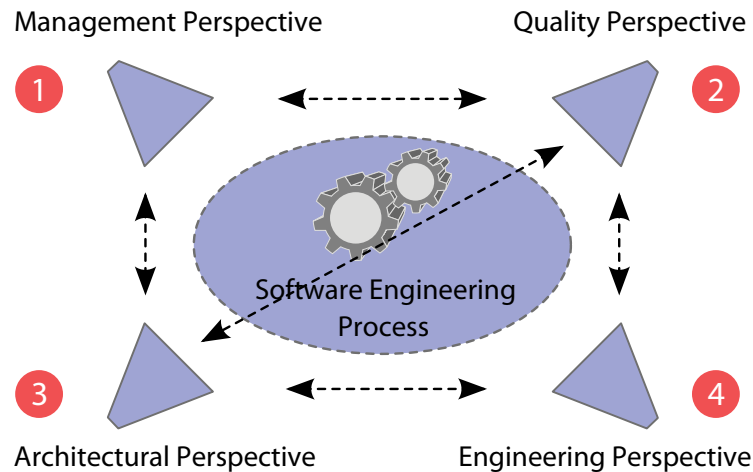 Management Perspective
Quality Perspective
1
2
Software Engineering
Process
3
4
Architectural Perspective
Engineering Perspective